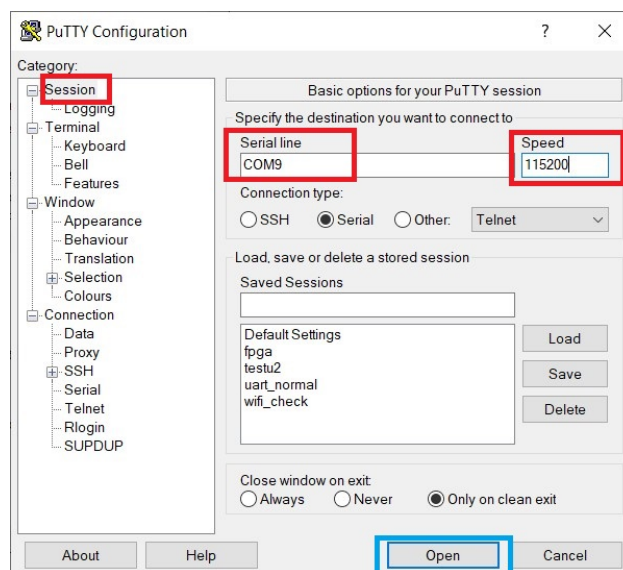 PuTTY Configuration
? ×
Category:
Session
Logging
Terminal
Keyboard
Bell
Features
Window
Appearance
Behaviour
Translation
Selection
Colours
Connection
Data
Proxy
SSH
Serial
Telnet
Rlogin
SUPDUP
Basic options for your PuTTY session
Specify the destination you want to connect to
Serial line Speed
COM9 115200
Connection type:
SSH Serial Other: Telnet
Load, save or delete a stored session
Saved Sessions
Default Settings
fpga
testu2
uart_normal
wifi_check
Load
Save
Delete
Close window on exit:
Always Never Only on clean exit
About Help Open Cancel